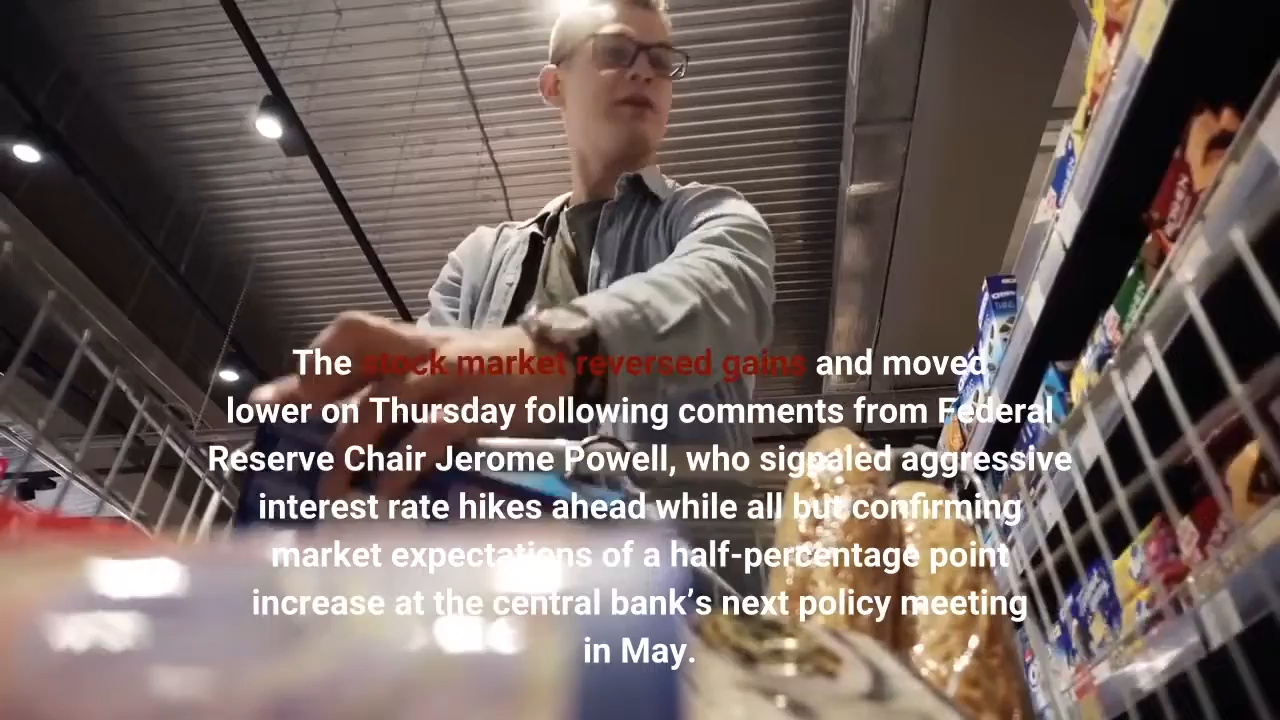 The stock market reversed gains and moved
lower on Thursday following comments from Federal
Reserve Chair Jerome Powell, who signaled aggressive
interest rate hikes ahead while all but confirming
market expectations of a half-percentage point
increase at the central bank’s next policy meeting
in May.